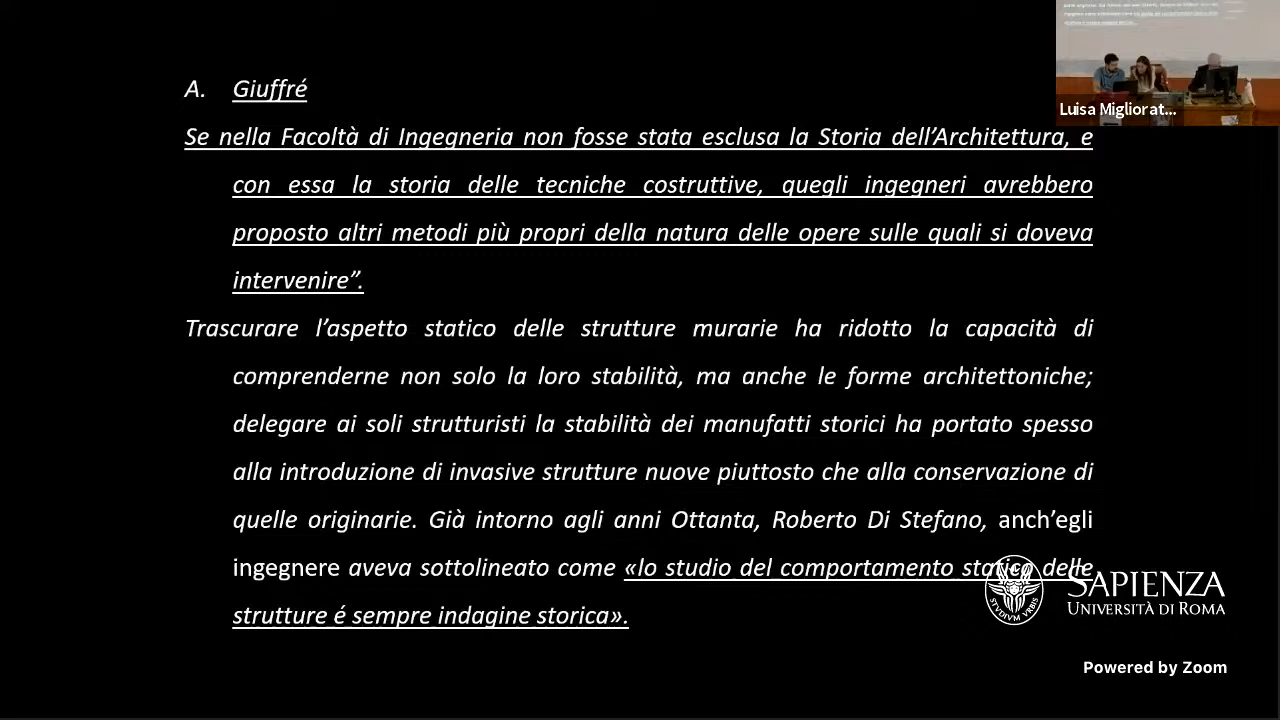 A. Giuffré
Luisa Migliorat...
Se nella Facoltà di Ingegneria non fosse stata esclusa la Storia dell’Architettura, e
con essa la storia delle tecniche costruttive, quegli ingegneri avrebbero
proposto altri metodi più propri della natura delle opere sulle quali si doveva
intervenire”.
Trascurare l’aspetto statico delle strutture murarie ha ridotto la capacità di
comprenderne non solo la loro stabilità, ma anche le forme architettoniche;
delegare ai soli strutturisti la stabilità dei manufatti storici ha portato spesso
alla introduzione di invasive strutture nuove piuttosto che alla conservazione di
quelle originarie. Già intorno agli anni Ottanta, Roberto Di Stefano, anch’egli
ingegnere aveva sottolineato come «lo studio del comportamento statico delle
strutture é sempre indagine storica».
STVDIVM VRBIS
SAPIENZA
UNIVERSITÀ DI ROMA
Powered by Zoom